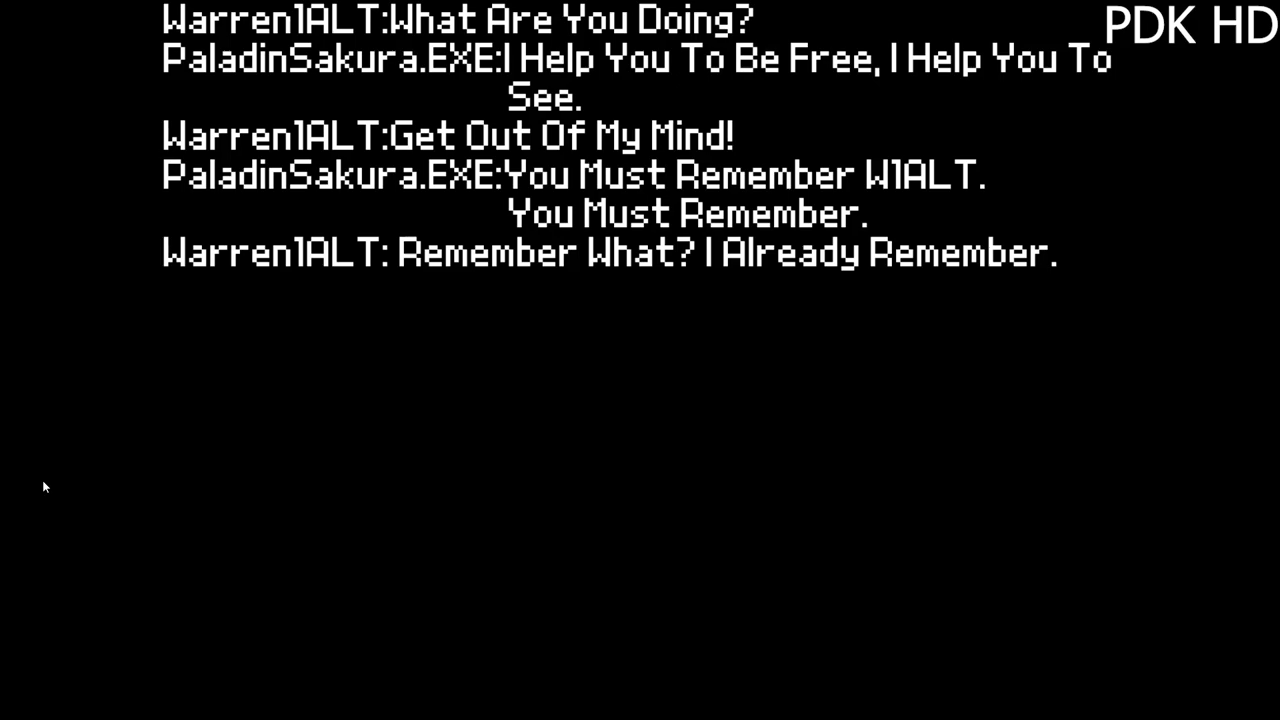 Warren1ALT:What Are You Doing?
PDK HD
PaladinSakura.EXE:I Help You To Be Free, I Help You To
See.
Warren1ALT:Get Out Of My Mind!
PaladinSakura.EXE:You Must Remember W1ALT.
You Must Remember.
Warren1ALT: Remember What? I Already Remember.